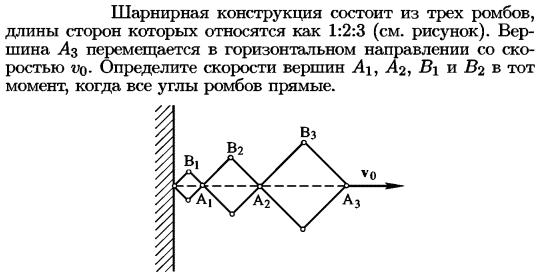 Шарнирная конструкция состоит из трех ромбов,
длины сторон которых относятся как 1:2:3 (см. рисунок). Вер-
шина A₃ перемещается в горизонтальном направлении со ско-
ростью v₀. Определите скорости вершин A₁, A₂, B₁ и B₂ в тот
момент, когда все углы ромбов прямые.
B₃
B₂
B₁
v₀
A₁
A₂
A₃